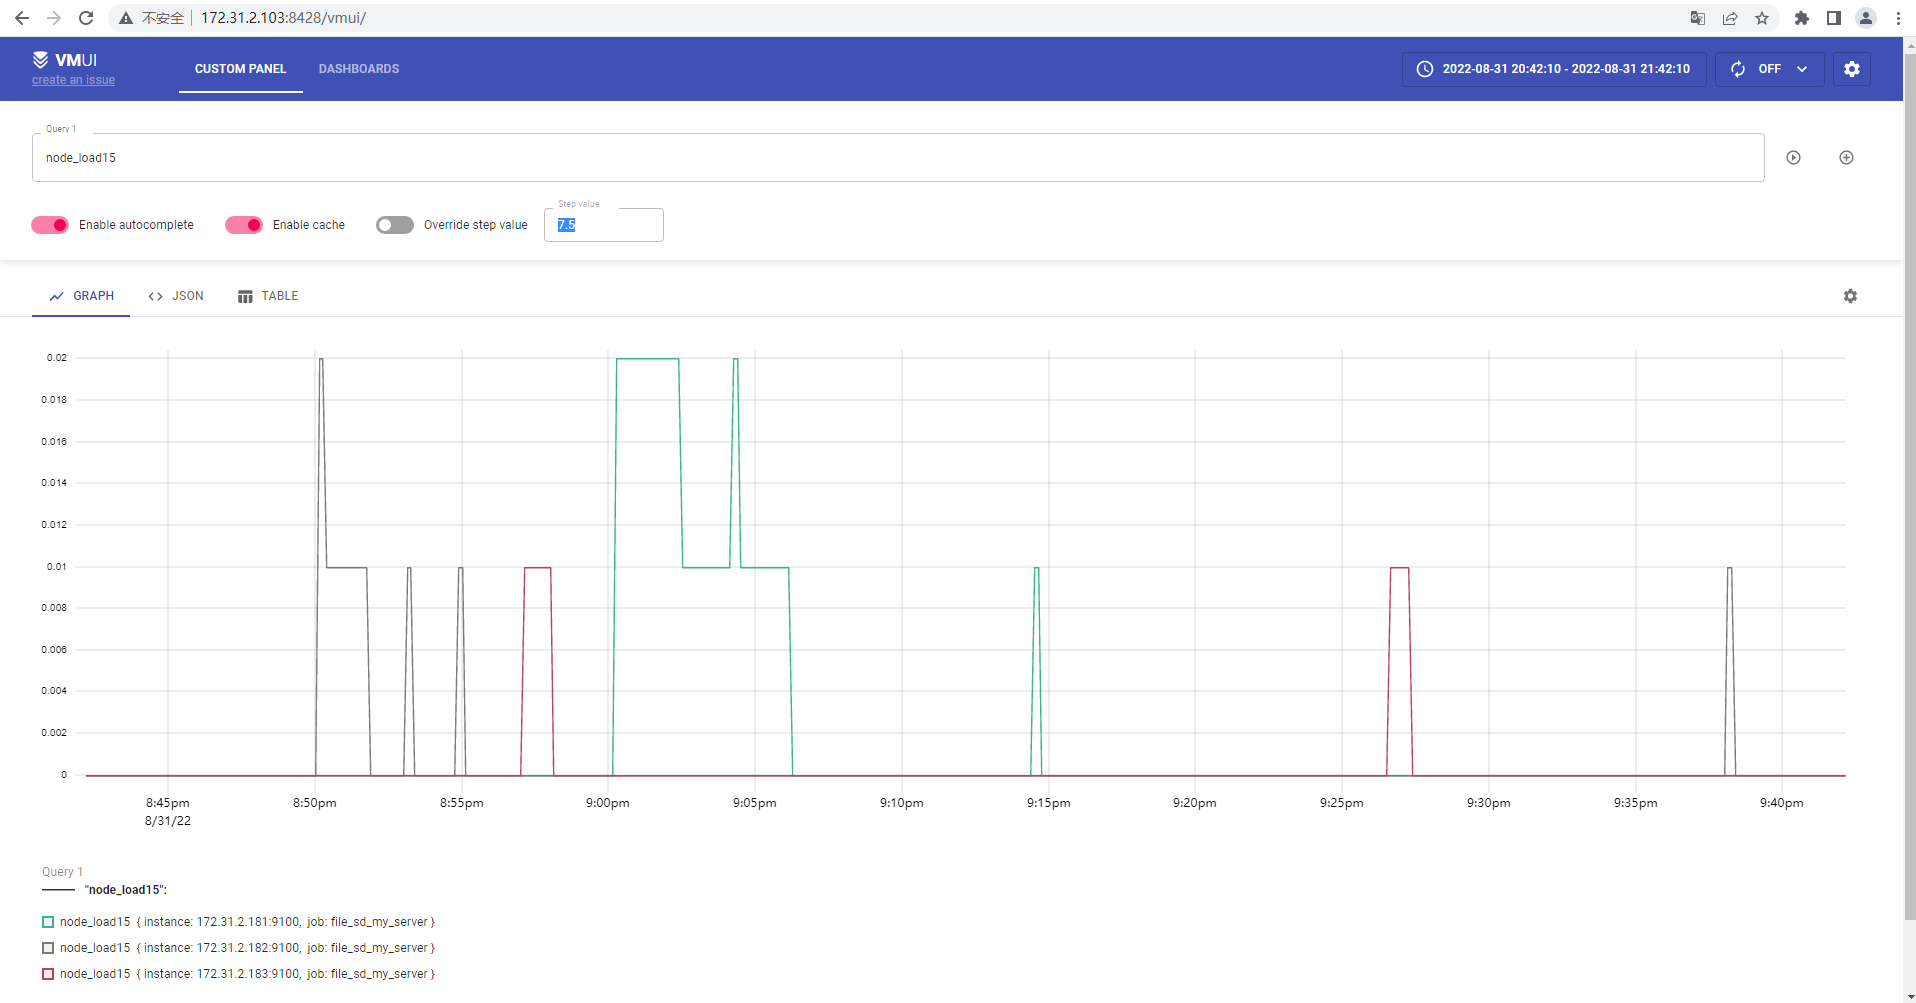 不安全 172.31.2.103:8428/vmui/
VMUI
create an issue
CUSTOM PANEL DASHBOARDS
2022-08-31 20:42:10 - 2022-08-31 21:42:10
OFF
Query 1
node_load15
Enable autocomplete Enable cache Override step value
Step value
7.5
GRAPH JSON TABLE
0.02
0.018
0.016
0.014
0.012
0.01
0.008
0.006
0.004
0.002
0
8:45pm 8:50pm 8:55pm 9:00pm 9:05pm 9:10pm 9:15pm 9:20pm 9:25pm 9:30pm 9:35pm 9:40pm
8/31/22
Query 1
"node_load15":
node_load15 { instance: 172.31.2.181:9100, job: file_sd_my_server }
node_load15 { instance: 172.31.2.182:9100, job: file_sd_my_server }
node_load15 { instance: 172.31.2.183:9100, job: file_sd_my_server }